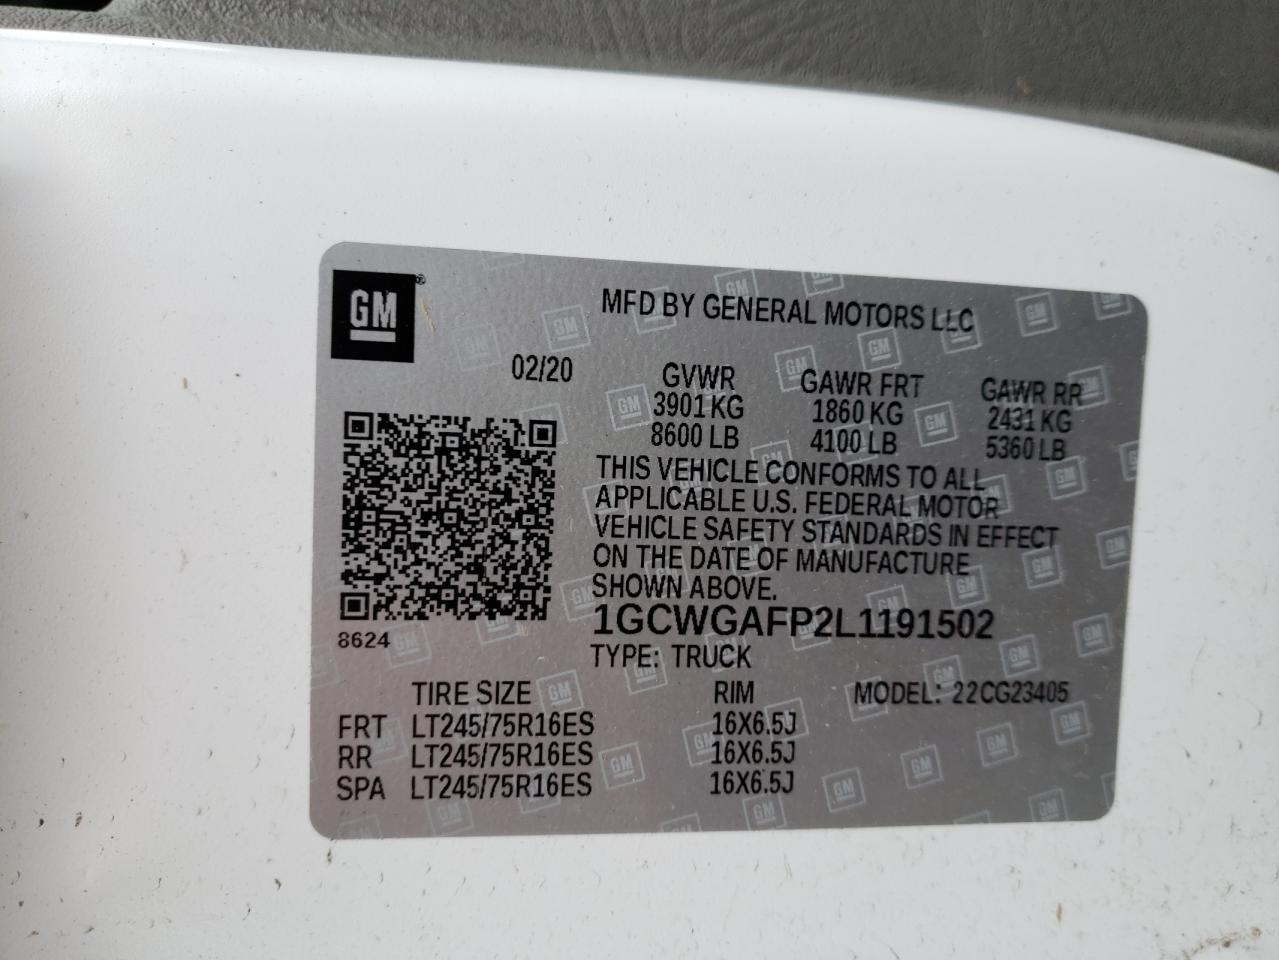 GM®
MFD BY GENERAL MOTORS LLC
02/20
GVWR GAWR FRT GAWR RR
3901 KG 1860 KG 2431 KG
8600 LB 4100 LB 5360 LB
THIS VEHICLE CONFORMS TO ALL
APPLICABLE U.S. FEDERAL MOTOR
VEHICLE SAFETY STANDARDS IN EFFECT
ON THE DATE OF MANUFACTURE
SHOWN ABOVE.
1GCWGAFP2L1191502
8624
TYPE: TRUCK
TIRE SIZE RIM MODEL: 22CG23405
FRT LT245/75R16ES 16X6.5J
RR LT245/75R16ES 16X6.5J
SPA LT245/75R16ES 16X6.5J